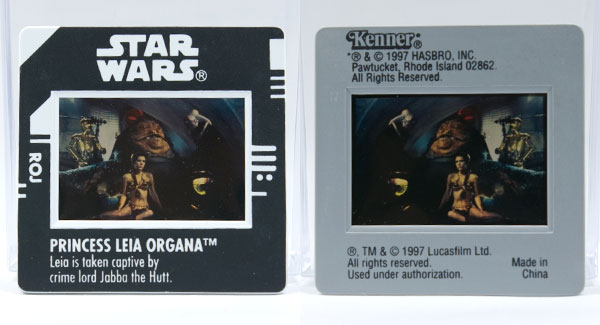 STAR
WARS®
ROJ
PRINCESS LEIA ORGANA™
Leia is taken captive by
crime lord Jabba the Hutt.
Kenner®
*® & © 1997 HASBRO, INC.
Pawtucket, Rhode Island 02862.
All Rights Reserved.
®, TM & © 1997 Lucasfilm Ltd.
All rights reserved.
Used under authorization.
Made in
China